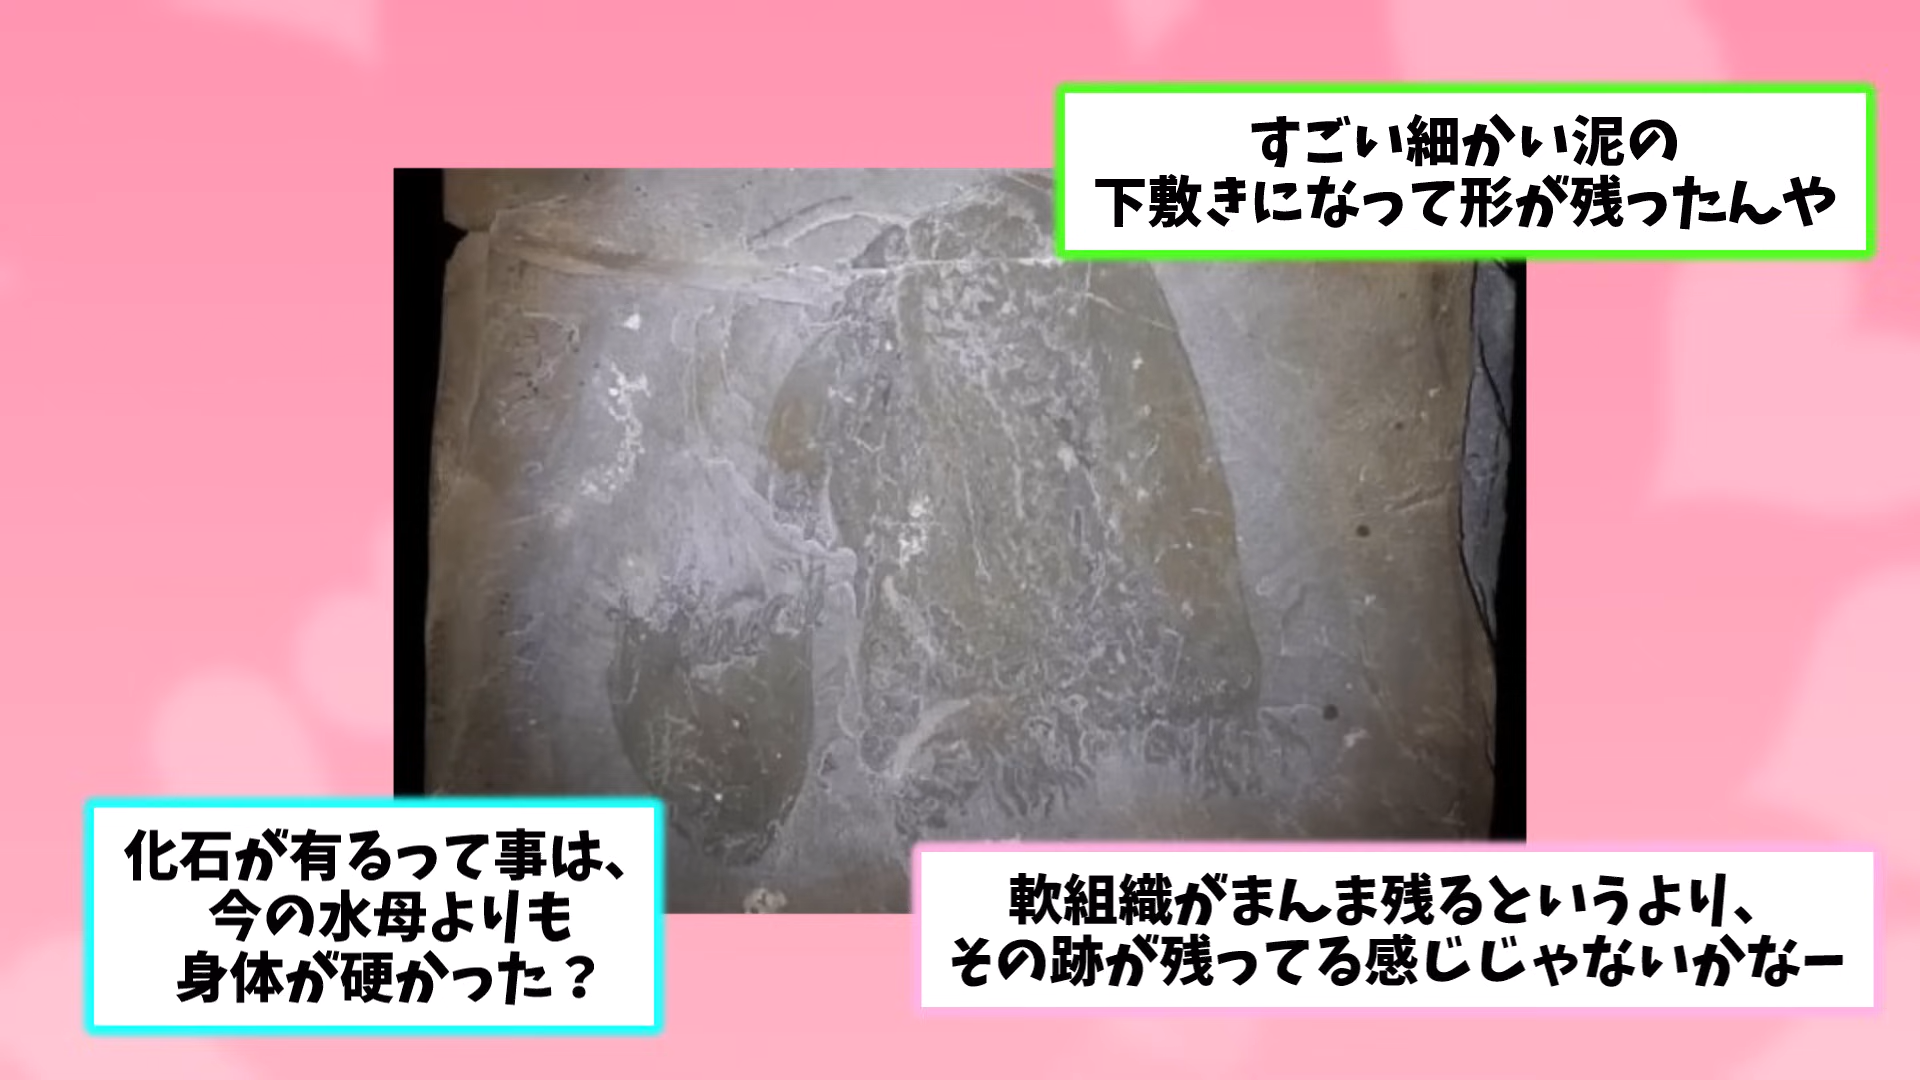 すごい細かい泥の
下敷きになって形が残ったんや
化石が有るって事は、
今の水母よりも
身体が硬かった？
軟組織がまんま残るというより、
その跡が残ってる感じじゃないかなー